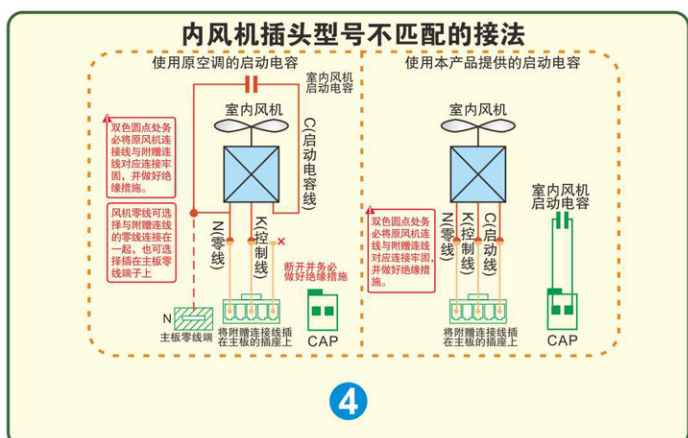 内风机插头型号不匹配的接法
使用原空调的启动电容
室内风机
启动电容
室内风机
C(启动电容线)
双色圆点处务
必将原风机连
接线与附赠连
线对应连接牢
固，并做好绝
缘措施。
风机零线可选
择与附赠连线
的零线连接在
一起，也可选
择插在主板零
线端子上
N(零线)
K(控制线)
断开并务必
做好绝缘措施
N
主板零线端
将附赠连接线插
在主板的插座上
CAP
使用本产品提供的启动电容
室内风机
室内风机
启动电容
双色圆点处务
必将原风机连
线与附赠连线
对应连接牢固，
并做好绝缘措
施。
N(零线)
K(控制线)
C(启动线)
将附赠连接线插
在主板的插座上
CAP
4